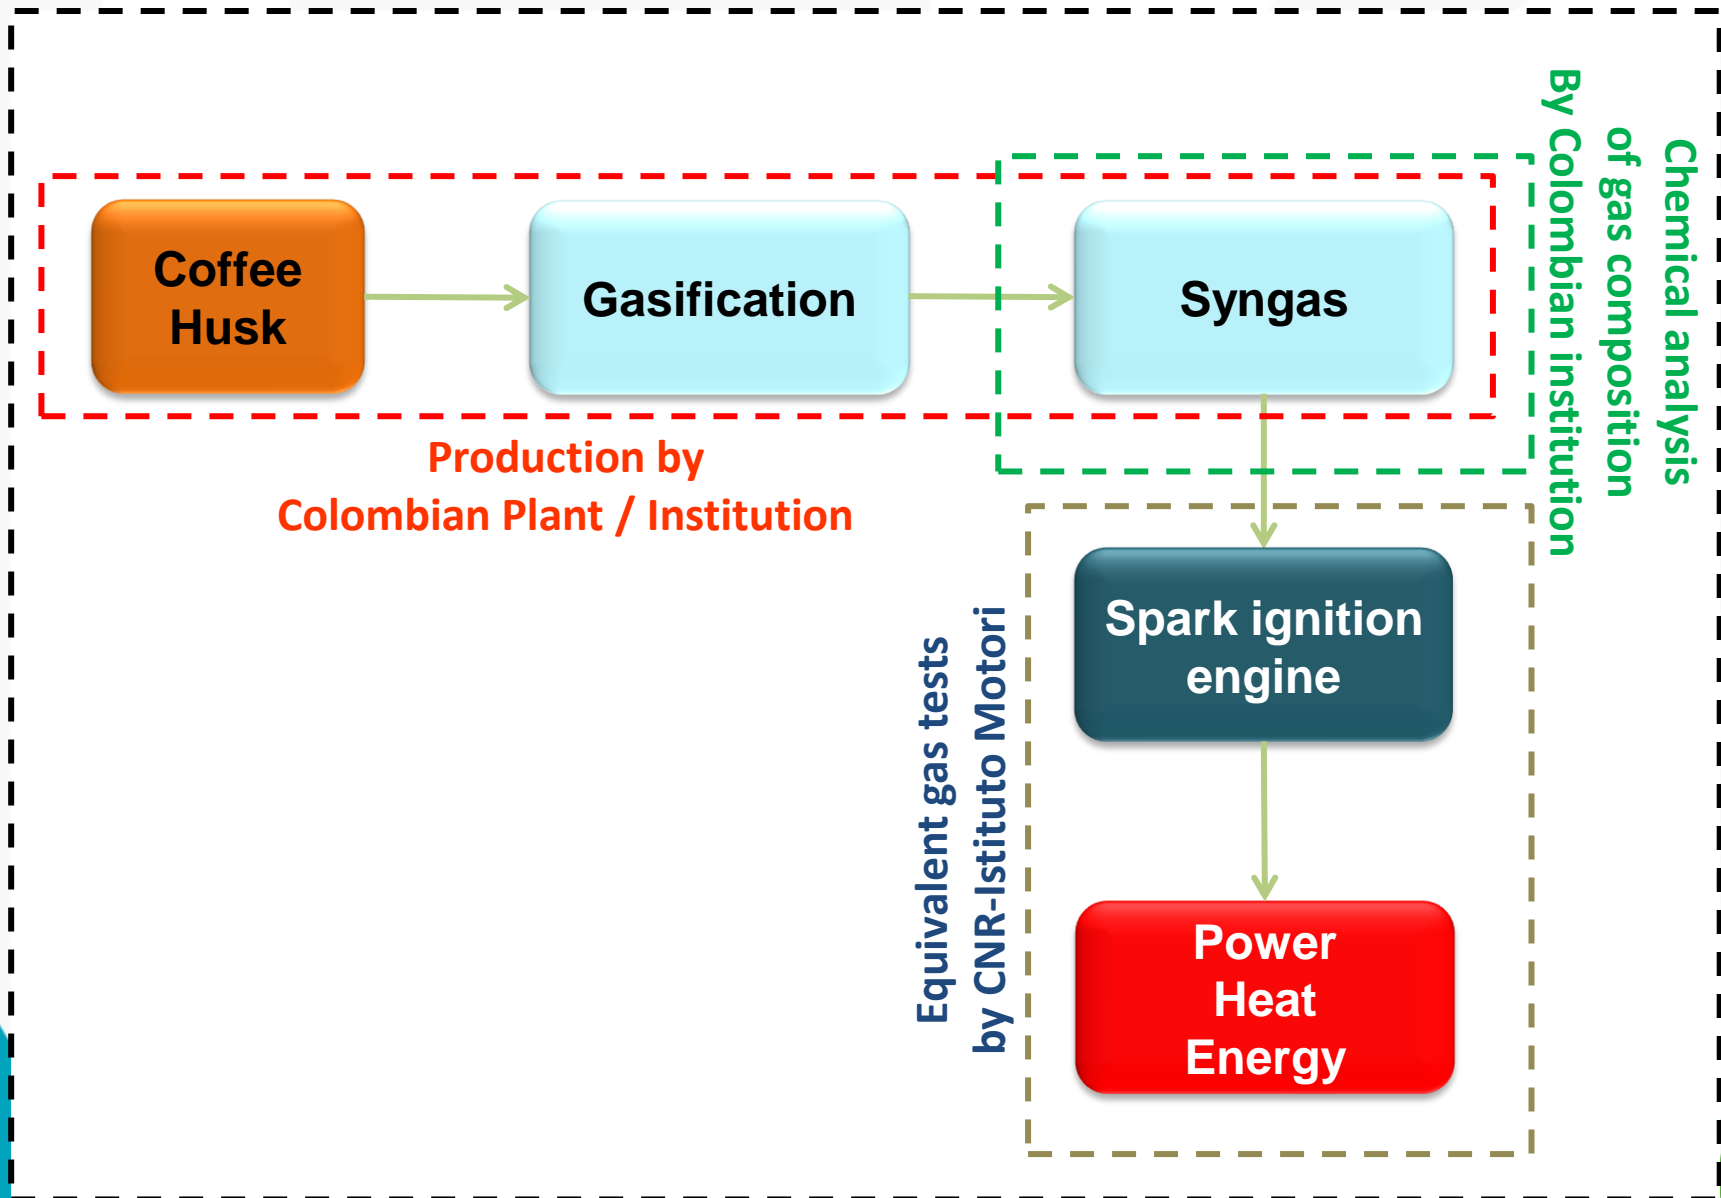 Coffee
Husk
Gasification
Syngas
Chemical analysis
of gas composition
By Colombian institution
Production by
Colombian Plant / Institution
Spark ignition
engine
Equivalent gas tests
by CNR-Istituto Motori
Power
Heat
Energy